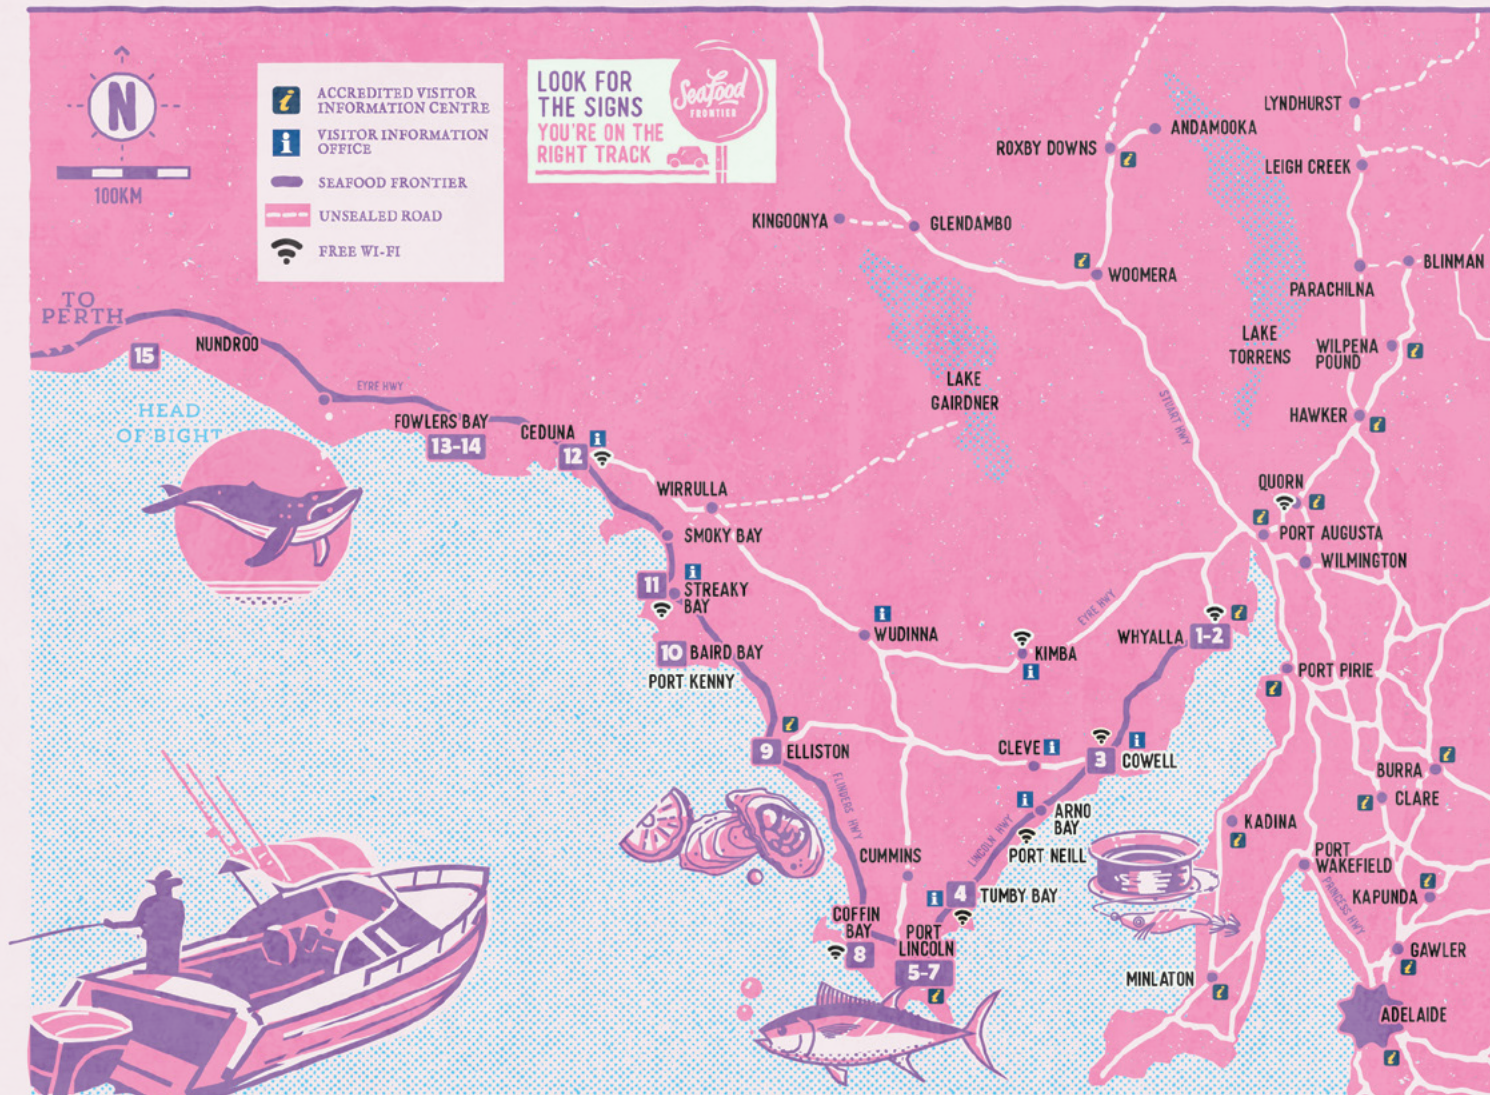 N
100KM
ACCREDITED VISITOR
INFORMATION CENTRE
VISITOR INFORMATION
OFFICE
SEAFOOD FRONTIER
UNSEALED ROAD
FREE WI-FI
LOOK FOR
THE SIGNS
YOU'RE ON THE
RIGHT TRACK
Seafood
FRONTIER
LYNDHURST
ANDAMOOKA
ROXBY DOWNS
LEIGH CREEK
KINGOONYA
GLENDAMBO
WOOMERA
BLINMAN
PARACHILNA
TO
PERTH
NUNDROO
15
LAKE
TORRENS
WILPENA
POUND
EYRE HWY
LAKE
GAIRDNER
STUART HWY
HEAD
OF BIGHT
HAWKER
FOWLERS BAY
13-14
CEDUNA
12
WIRRULLA
QUORN
SMOKY BAY
PORT AUGUSTA
WILMINGTON
11
STREAKY
BAY
EYRE HWY
WUDINNA
WHYALLA
1-2
10
BAIRD BAY
KIMBA
PORT KENNY
PORT PIRIE
9
ELLISTON
CLEVE
3
COWELL
BURRA
CLARE
FLINDERS HWY
LINCOLN HWY
ARNO
BAY
KADINA
PORT NEILL
CUMMINS
PORT
WAKEFIELD
4
TUMBY BAY
KAPUNDA
PRINCESS HWY
COFFIN
BAY
8
PORT
LINCOLN
5-7
GAWLER
MINLATON
ADELAIDE